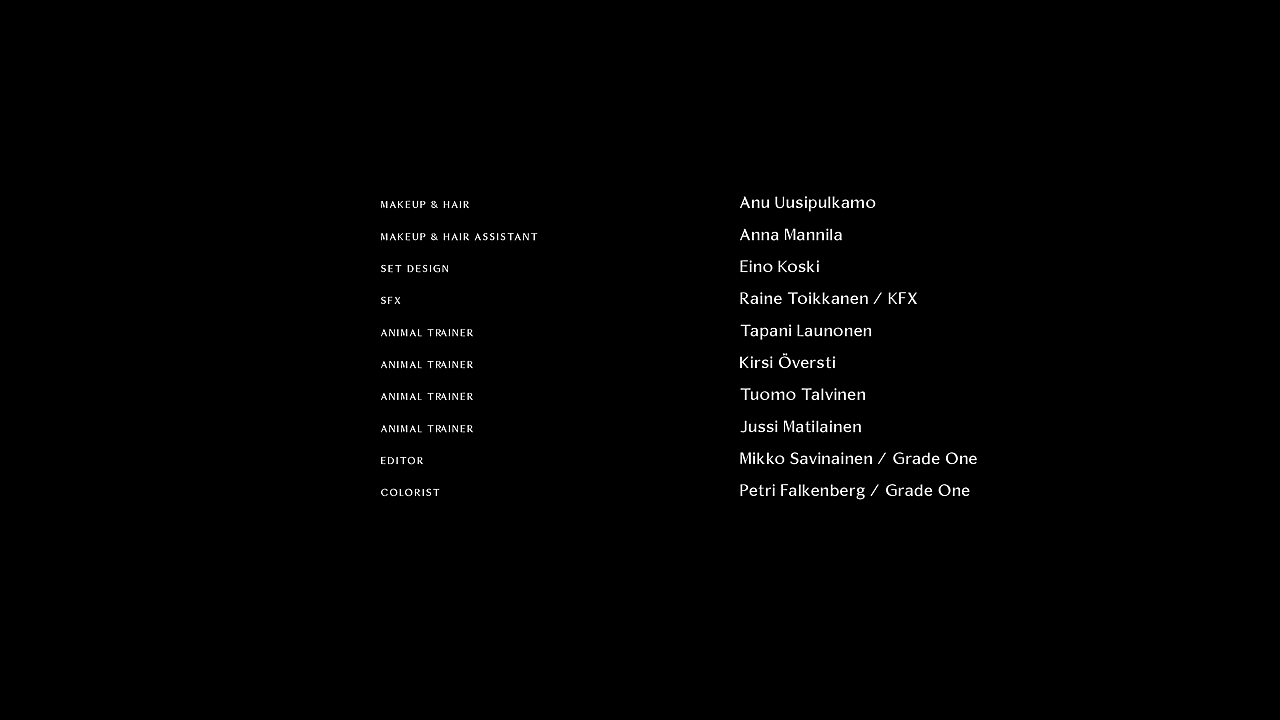 MAKEUP & HAIR Anu Uusipulkamo
MAKEUP & HAIR ASSISTANT Anna Mannila
SET DESIGN Eino Koski
SFX Raine Toikkanen / KFX
ANIMAL TRAINER Tapani Launonen
ANIMAL TRAINER Kirsi Översti
ANIMAL TRAINER Tuomo Talvinen
ANIMAL TRAINER Jussi Matilainen
EDITOR Mikko Savinainen / Grade One
COLORIST Petri Falkenberg / Grade One